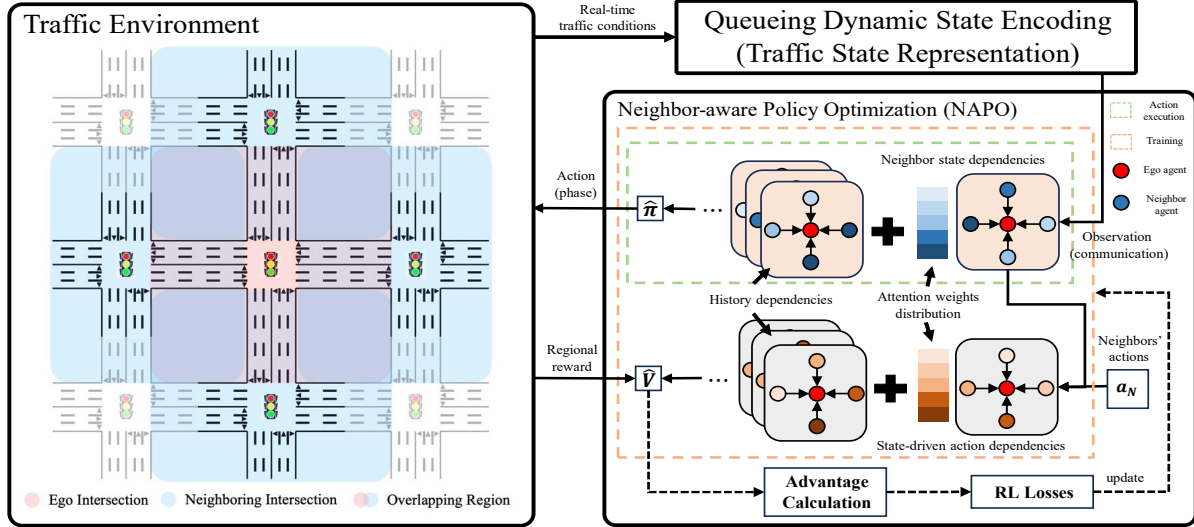 Traffic Environment
Ego Intersection
Neighboring Intersection
Overlapping Region
Real-time
traffic conditions
Queueing Dynamic State Encoding
(Traffic State Representation)
Action
(phase)
Regional
reward
Neighbor-aware Policy Optimization (NAPO)
Action
execution
Training
Ego agent
Neighbor
agent
Neighbor state dependencies
π̂
...
Observation
(communication)
History dependencies
Attention weights
distribution
Neighbors'
actions
V̂
...
a_N
State-driven action dependencies
Advantage
Calculation
RL Losses
update